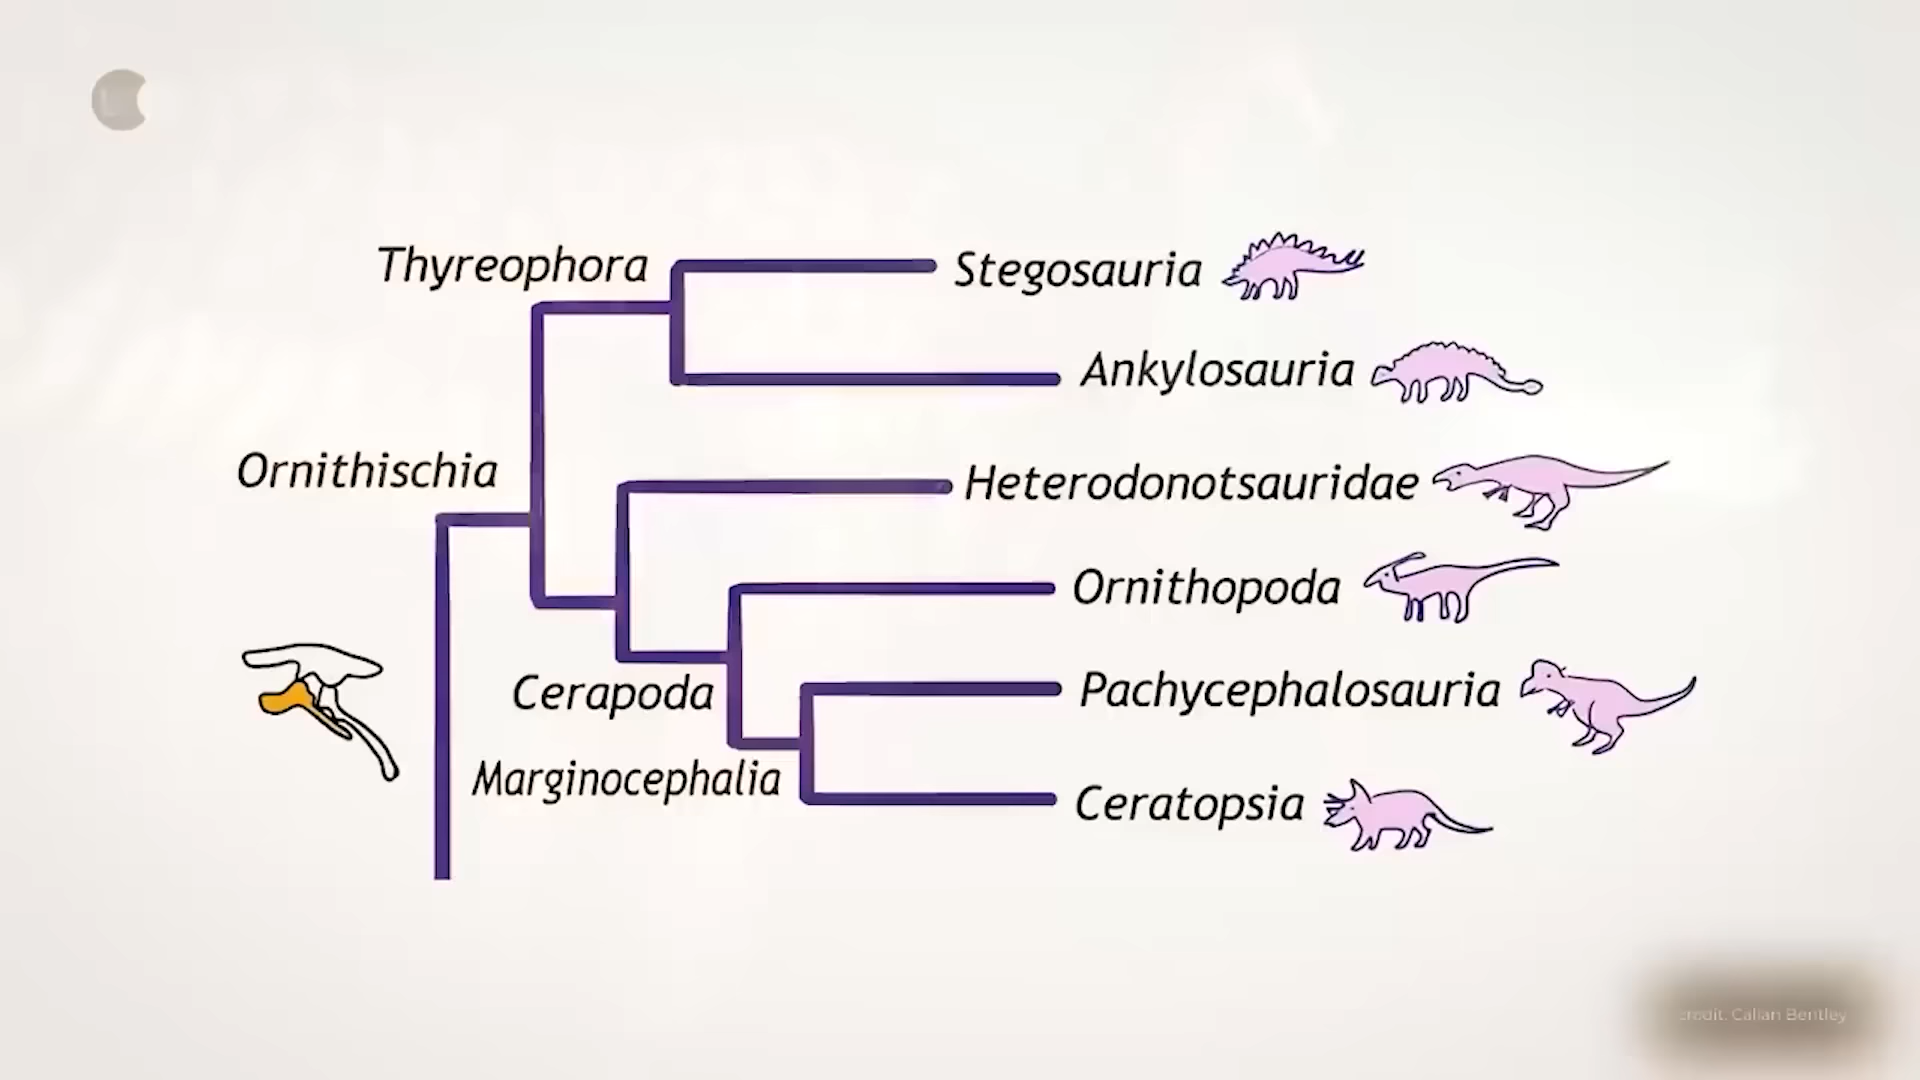 Thyreophora
Stegosauria
Ankylosauria
Ornithischia
Heterodonotsauridae
Ornithopoda
Cerapoda
Pachycephalosauria
Marginocephalia
Ceratopsia
credit. Callan Bentley